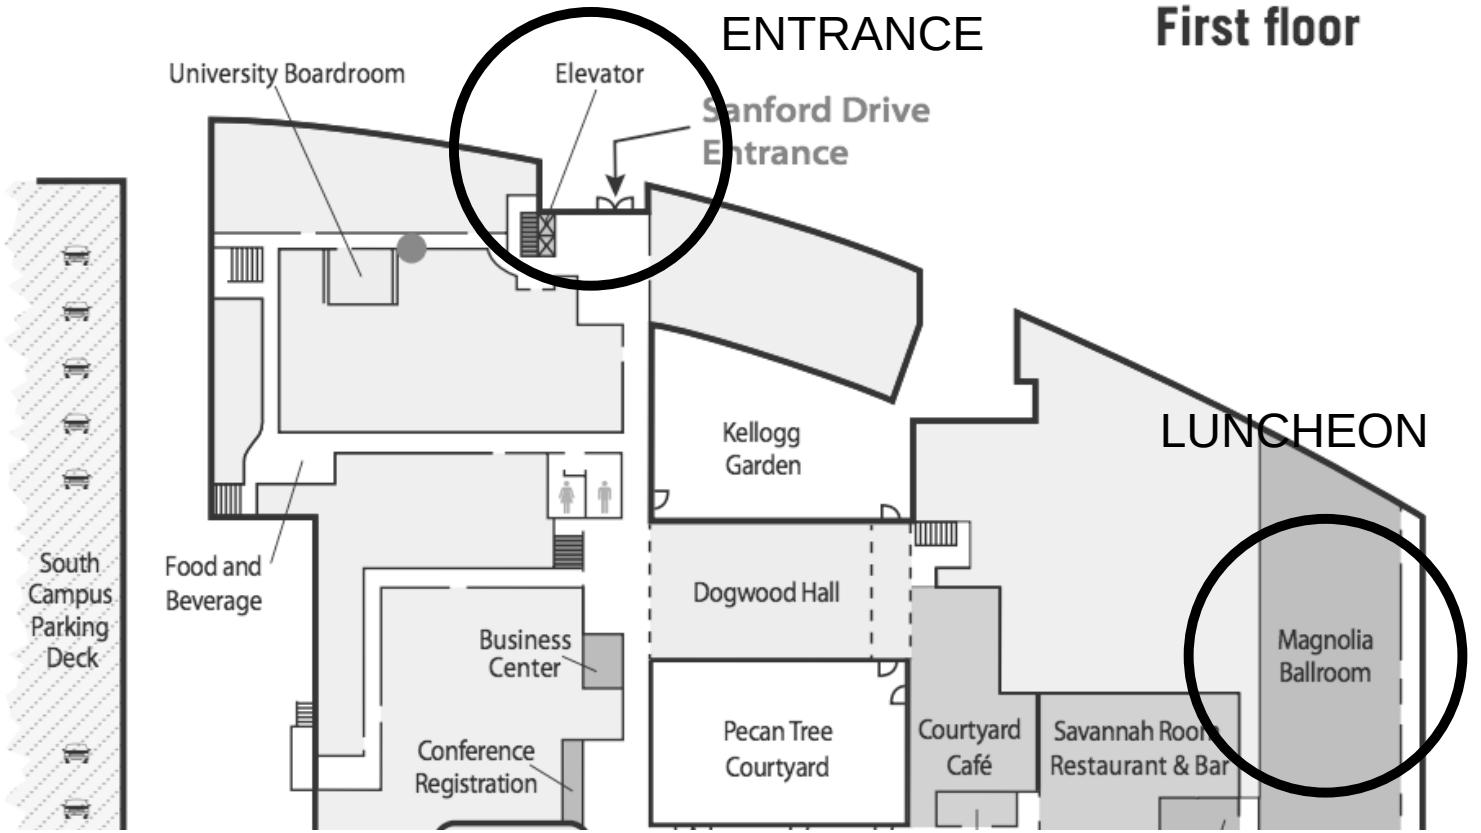 ENTRANCE
First floor
University Boardroom
Elevator
Sanford Drive
Entrance
LUNCHEON
Kellogg
Garden
South
Campus
Parking
Deck
Food and
Beverage
Dogwood Hall
Business
Center
Magnolia
Ballroom
Conference
Registration
Pecan Tree
Courtyard
Courtyard
Café
Savannah Room
Restaurant & Bar